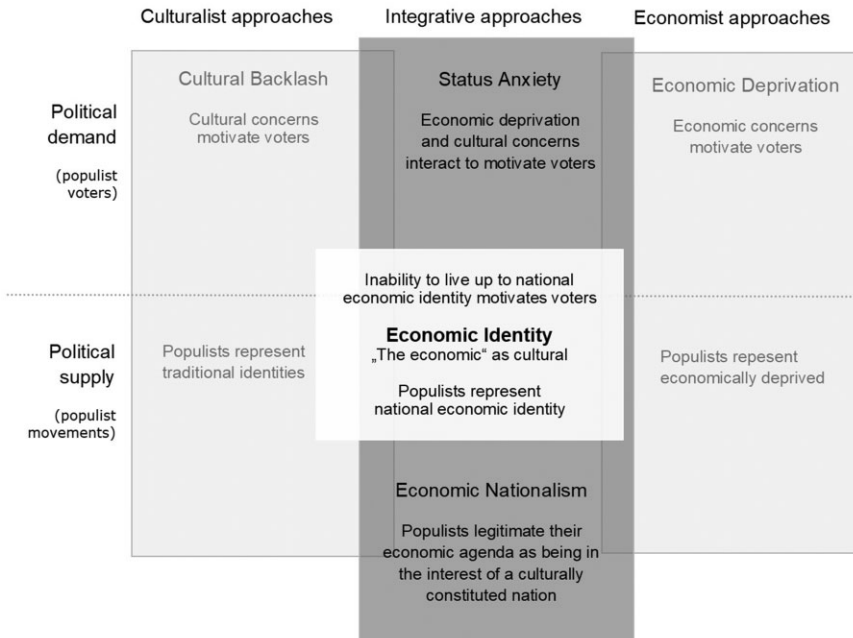 Culturalist approaches
Integrative approaches
Economist approaches
Political
demand
(populist
voters)
Cultural Backlash
Cultural concerns
motivate voters
Status Anxiety
Economic deprivation
and cultural concerns
interact to motivate voters
Economic Deprivation
Economic concerns
motivate voters
Inability to live up to national
economic identity motivates voters
Economic Identity
„The economic“ as cultural
Populists represent
national economic identity
Political
supply
(populist
movements)
Populists represent
traditional identities
Populists repesent
economically deprived
Economic Nationalism
Populists legitimate their
economic agenda as being in
the interest of a culturally
constituted nation